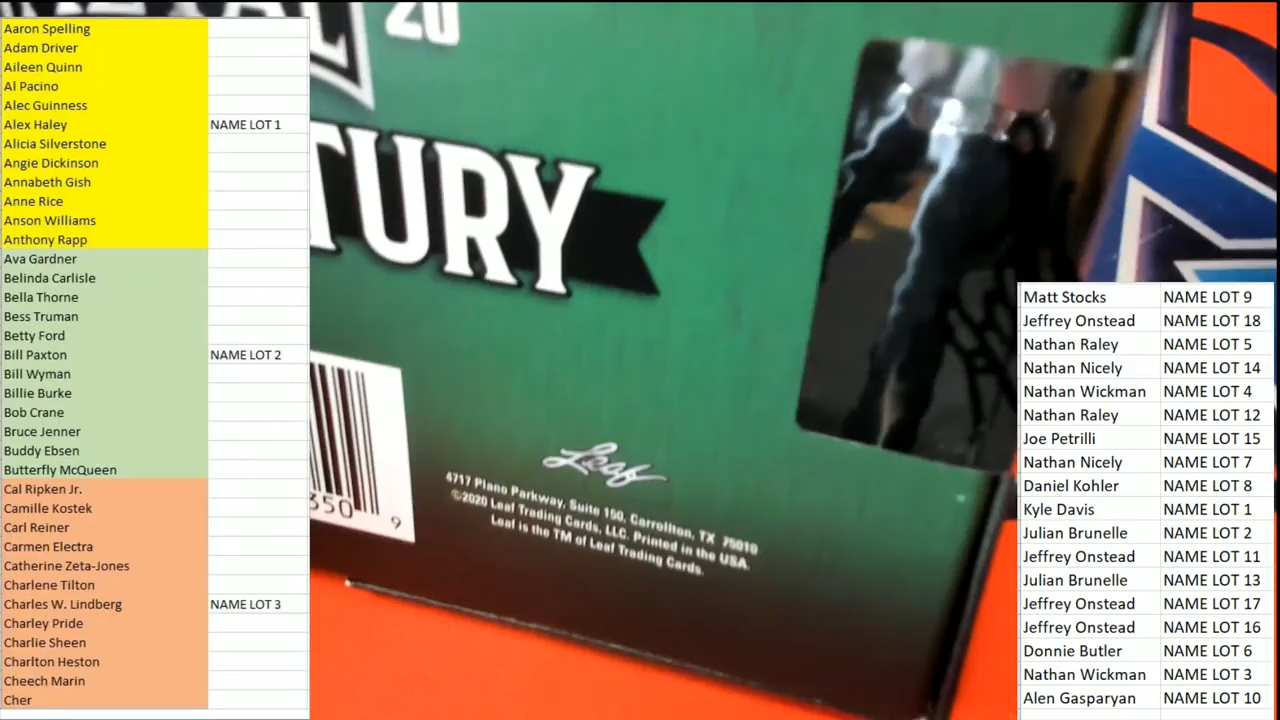 Aaron Spelling
Adam Driver
Aileen Quinn
Al Pacino
Alec Guinness
Alex Haley NAME LOT 1
Alicia Silverstone
Angie Dickinson
Annabeth Gish
Anne Rice
Anson Williams
Anthony Rapp
Ava Gardner
Belinda Carlisle
Bella Thorne
Bess Truman
Betty Ford
Bill Paxton NAME LOT 2
Bill Wyman
Billie Burke
Bob Crane
Bruce Jenner
Buddy Ebsen
Butterfly McQueen
Cal Ripken Jr.
Camille Kostek
Carl Reiner
Carmen Electra
Catherine Zeta-Jones
Charlene Tilton
Charles W. Lindberg NAME LOT 3
Charley Pride
Charlie Sheen
Charlton Heston
Cheech Marin
Cher
20
TURY
350
9
Leaf
4717 Plano Parkway, Suite 150, Carrollton, TX 75010
©2020 Leaf Trading Cards, LLC. Printed in the USA.
Leaf is the TM of Leaf Trading Cards.
Matt Stocks NAME LOT 9
Jeffrey Onstead NAME LOT 18
Nathan Raley NAME LOT 5
Nathan Nicely NAME LOT 14
Nathan Wickman NAME LOT 4
Nathan Raley NAME LOT 12
Joe Petrilli NAME LOT 15
Nathan Nicely NAME LOT 7
Daniel Kohler NAME LOT 8
Kyle Davis NAME LOT 1
Julian Brunelle NAME LOT 2
Jeffrey Onstead NAME LOT 11
Julian Brunelle NAME LOT 13
Jeffrey Onstead NAME LOT 17
Jeffrey Onstead NAME LOT 16
Donnie Butler NAME LOT 6
Nathan Wickman NAME LOT 3
Alen Gasparyan NAME LOT 10